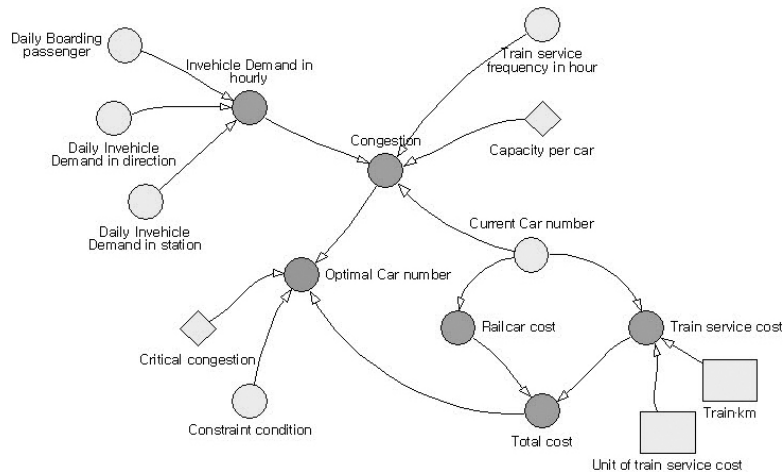 Daily Boarding
passenger
Invehicle Demand in
hourly
Train service
frequency in hour
Daily Invehicle
Demand in direction
Congestion
Capacity per car
Daily Invehicle
Demand in station
Current Car number
Optimal Car number
Critical congestion
Railcar cost
Train service cost
Constraint condition
Total cost
Train·km
Unit of train service cost